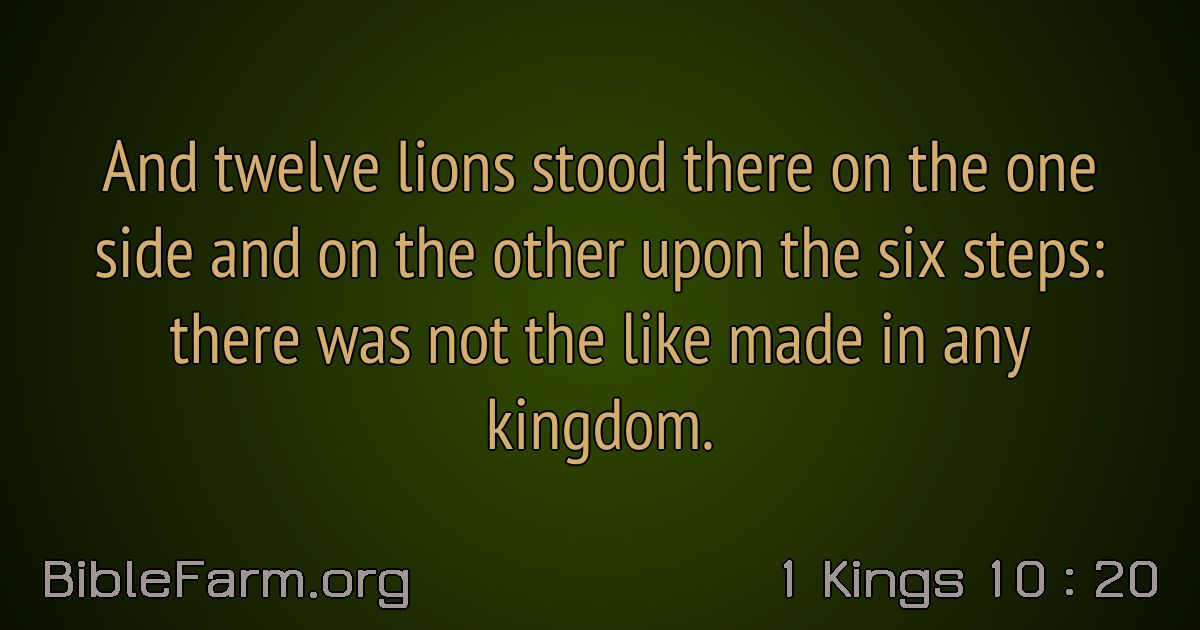 And twelve lions stood there on the one
side and on the other upon the six steps:
there was not the like made in any
kingdom.
BibleFarm.org
1 Kings 10 : 20